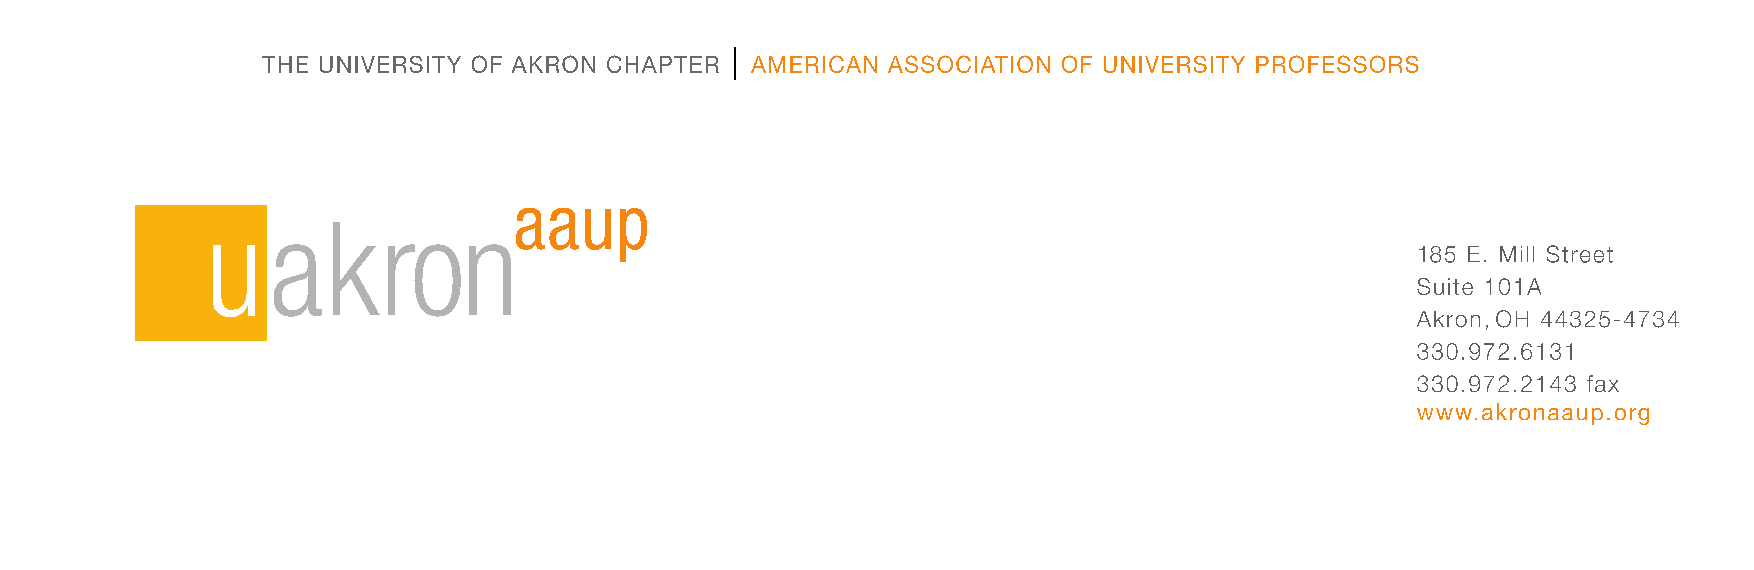 THE UNIVERSITY OF AKRON CHAPTER | AMERICAN ASSOCIATION OF UNIVERSITY PROFESSORS
uakron aaup
185 E. Mill Street
Suite 101A
Akron, OH 44325-4734
330.972.6131
330.972.2143 fax
www.akronaaup.org